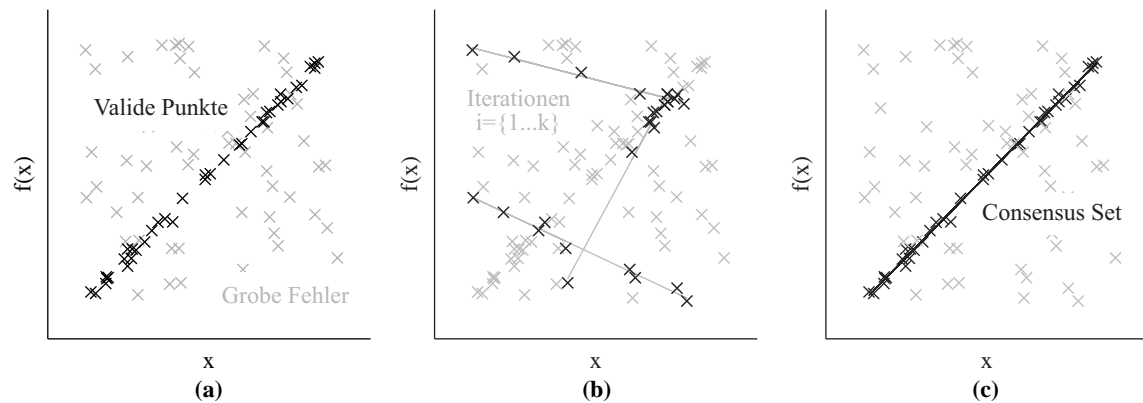 f(x)
Valide Punkte
Grobe Fehler
x
(a)
f(x)
Iterationen
i={1...k}
x
(b)
f(x)
Consensus Set
x
(c)